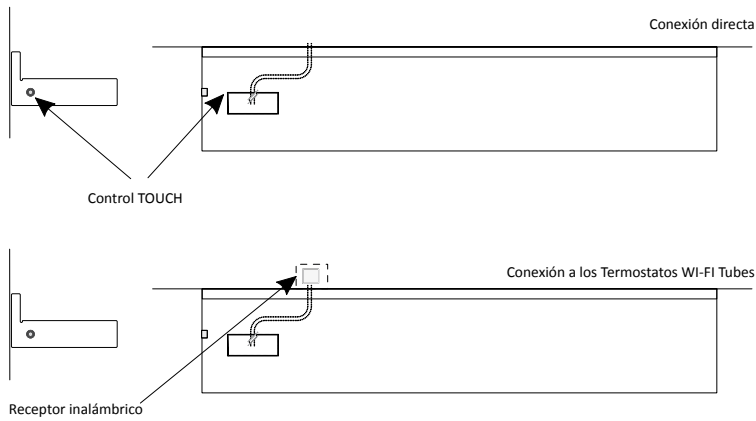 Conexión directa
Control TOUCH
Conexión a los Termostatos WI-FI Tubes
Receptor inalámbrico